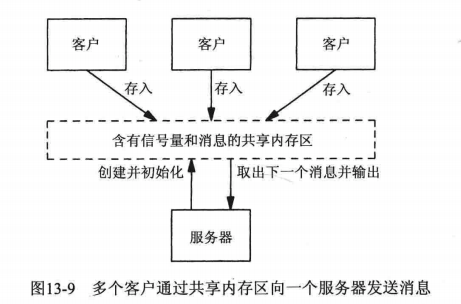 客户 客户 客户
存入 存入 存入
含有信号量和消息的共享内存区
创建并初始化 取出下一个消息并输出
服务器
图13-9 多个客户通过共享内存区向一个服务器发送消息